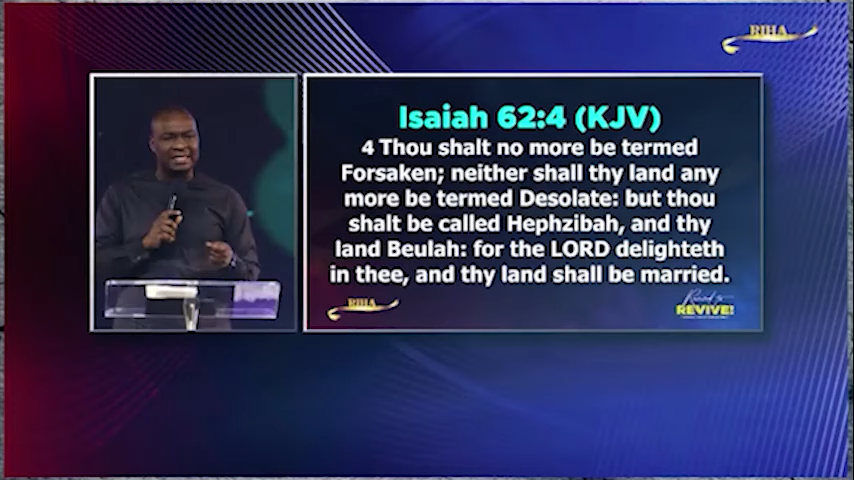 RIHA
Isaiah 62:4 (KJV)
4 Thou shalt no more be termed
Forsaken; neither shall thy land any
more be termed Desolate: but thou
shalt be called Hephzibah, and thy
land Beulah: for the LORD delighteth
in thee, and thy land shall be married.
RIHA
REVIVE!